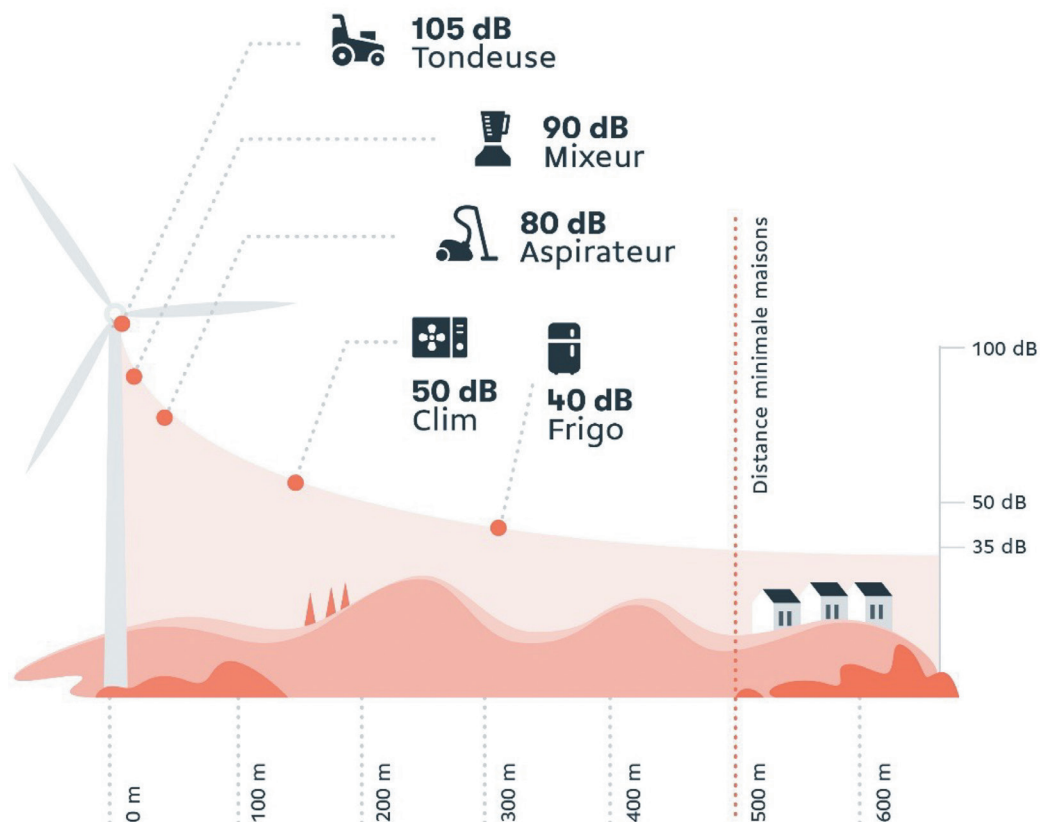 105 dB
Tondeuse
90 dB
Mixeur
80 dB
Aspirateur
50 dB
Clim
40 dB
Frigo
Distance minimale maisons
100 dB
50 dB
35 dB
0 m
100 m
200 m
300 m
400 m
500 m
600 m